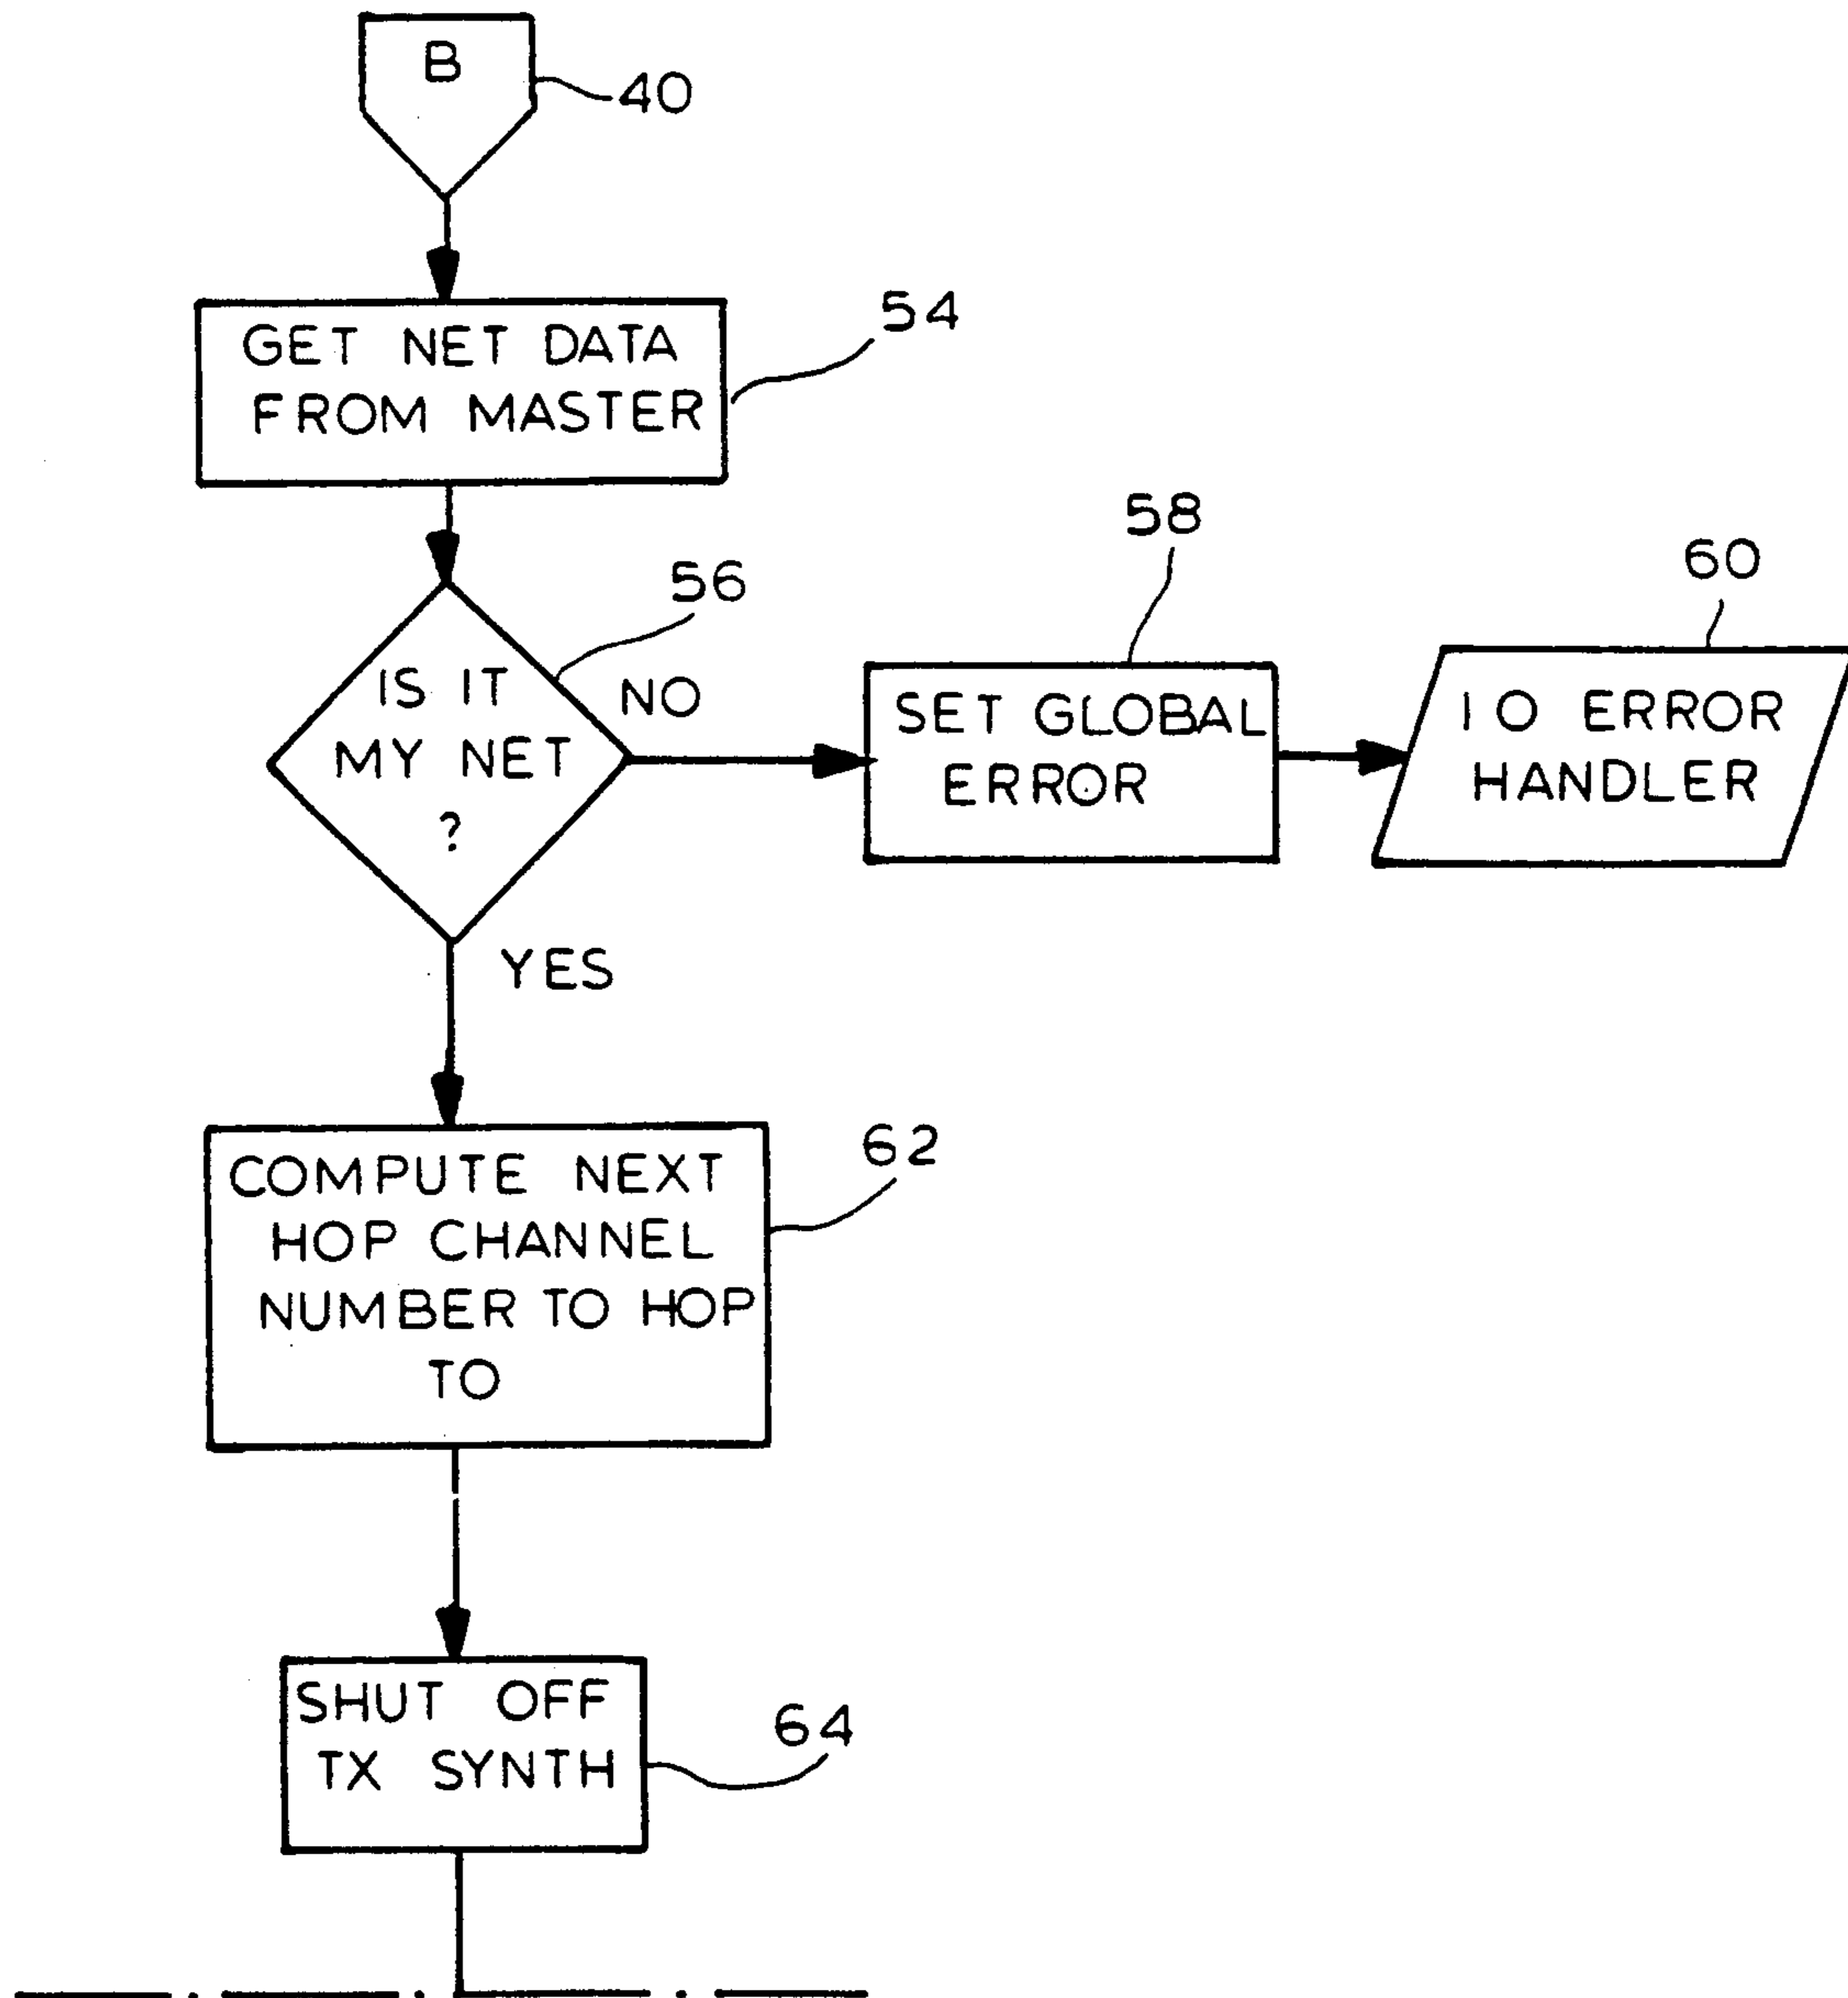 B
40
GET NET DATA
FROM MASTER
54
IS IT
MY NET
?
56
NO
58
SET GLOBAL
ERROR
60
IO ERROR
HANDLER
YES
COMPUTE NEXT
HOP CHANNEL
NUMBER TO HOP
TO
62
SHUT OFF
TX SYNTH
64